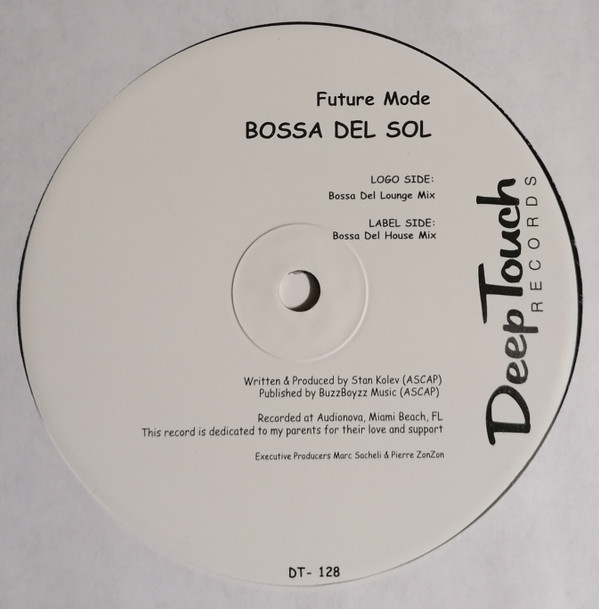 Future Mode
BOSSA DEL SOL
LOGO SIDE:
Bossa Del Lounge Mix
LABEL SIDE:
Bossa Del House Mix
Deep Touch
RECORDS
Written & Produced by Stan Kolev (ASCAP)
Published by BuzzBoyzz Music (ASCAP)
Recorded at Audionova, Miami Beach, FL
This record is dedicated to my parents for their love and support
Executive Producers Marc Sacheli & Pierre ZonZon
DT- 128